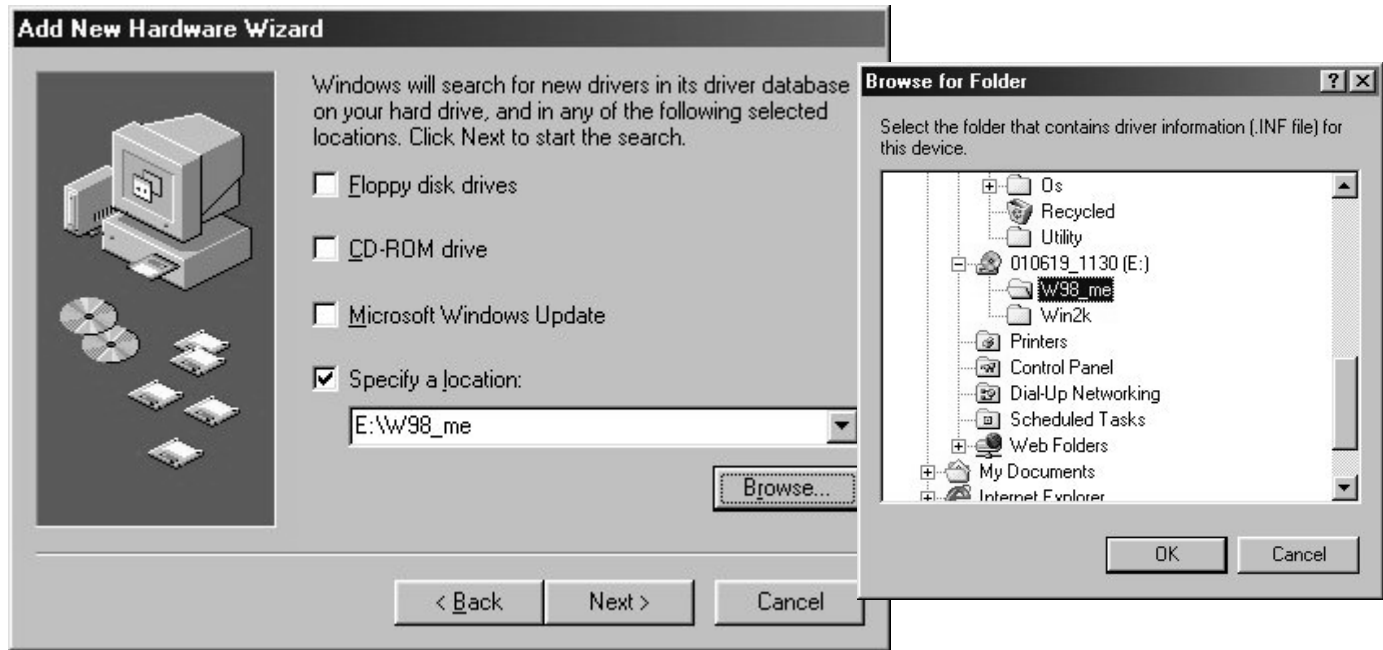 Add New Hardware Wizard
Windows will search for new drivers in its driver database
on your hard drive, and in any of the following selected
locations. Click Next to start the search.
Floppy disk drives
CD-ROM drive
Microsoft Windows Update
Specify a location:
E:\W98_me
Browse...
< Back
Next >
Cancel
Browse for Folder
Select the folder that contains driver information (.INF file) for
this device.
Os
Recycled
Utility
010619_1130 (E:)
W98_me
Win2k
Printers
Control Panel
Dial-Up Networking
Scheduled Tasks
Web Folders
My Documents
Internet Explorer
OK
Cancel